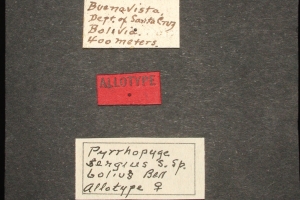 Buenavista,
Dept. of Santa Cruz
Bolivia.
400 meters.
ALLOTYPE
Pyrrhopyge
sergius s. sp.
bolius Bell
Allotype ♀